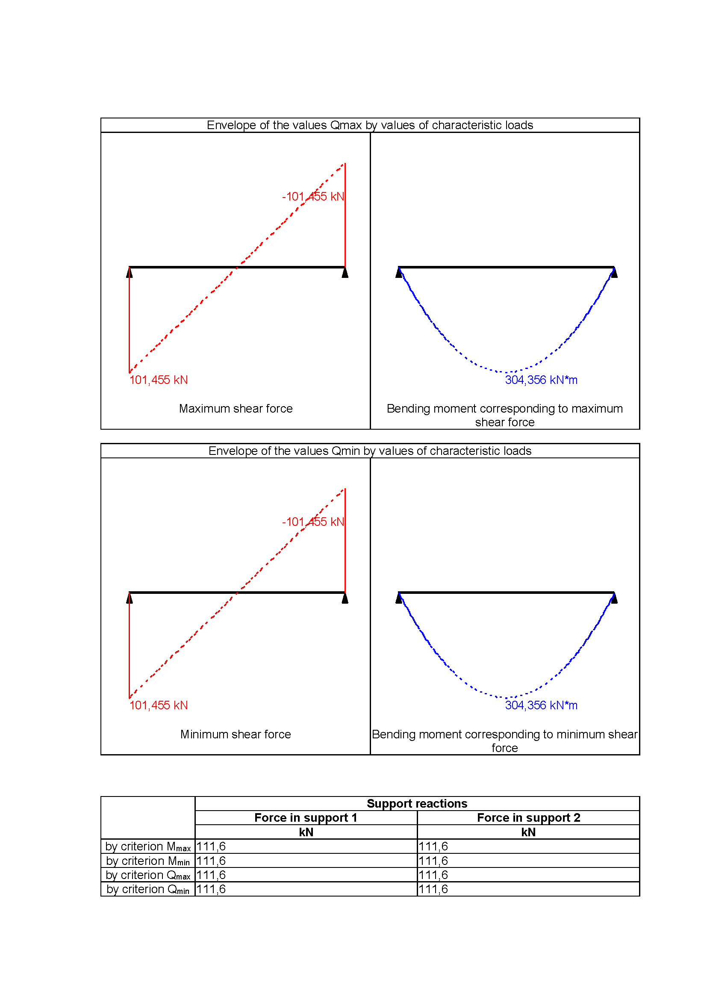 Envelope of the values Qmax by values of characteristic loads
-101,455 kN
101,455 kN
304,356 kN*m
Maximum shear force
Bending moment corresponding to maximum
shear force
Envelope of the values Qmin by values of characteristic loads
-101,455 kN
101,455 kN
304,356 kN*m
Minimum shear force
Bending moment corresponding to minimum shear
force
Support reactions
Force in support 1 Force in support 2
kN kN
by criterion Mmax 111,6 111,6
by criterion Mmin 111,6 111,6
by criterion Qmax 111,6 111,6
by criterion Qmin 111,6 111,6